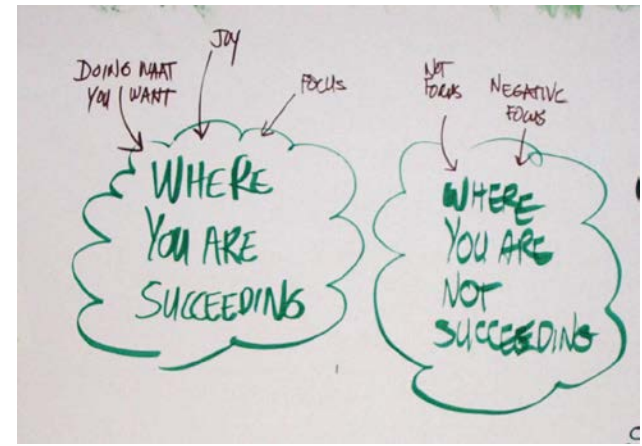 DOING WHAT
YOU WANT
JOY
FOCUS
WHERE
YOU ARE
SUCCEEDING
NOT
FOCUS
NEGATIVE
FOCUS
WHERE
YOU ARE
NOT
SUCCEEDING